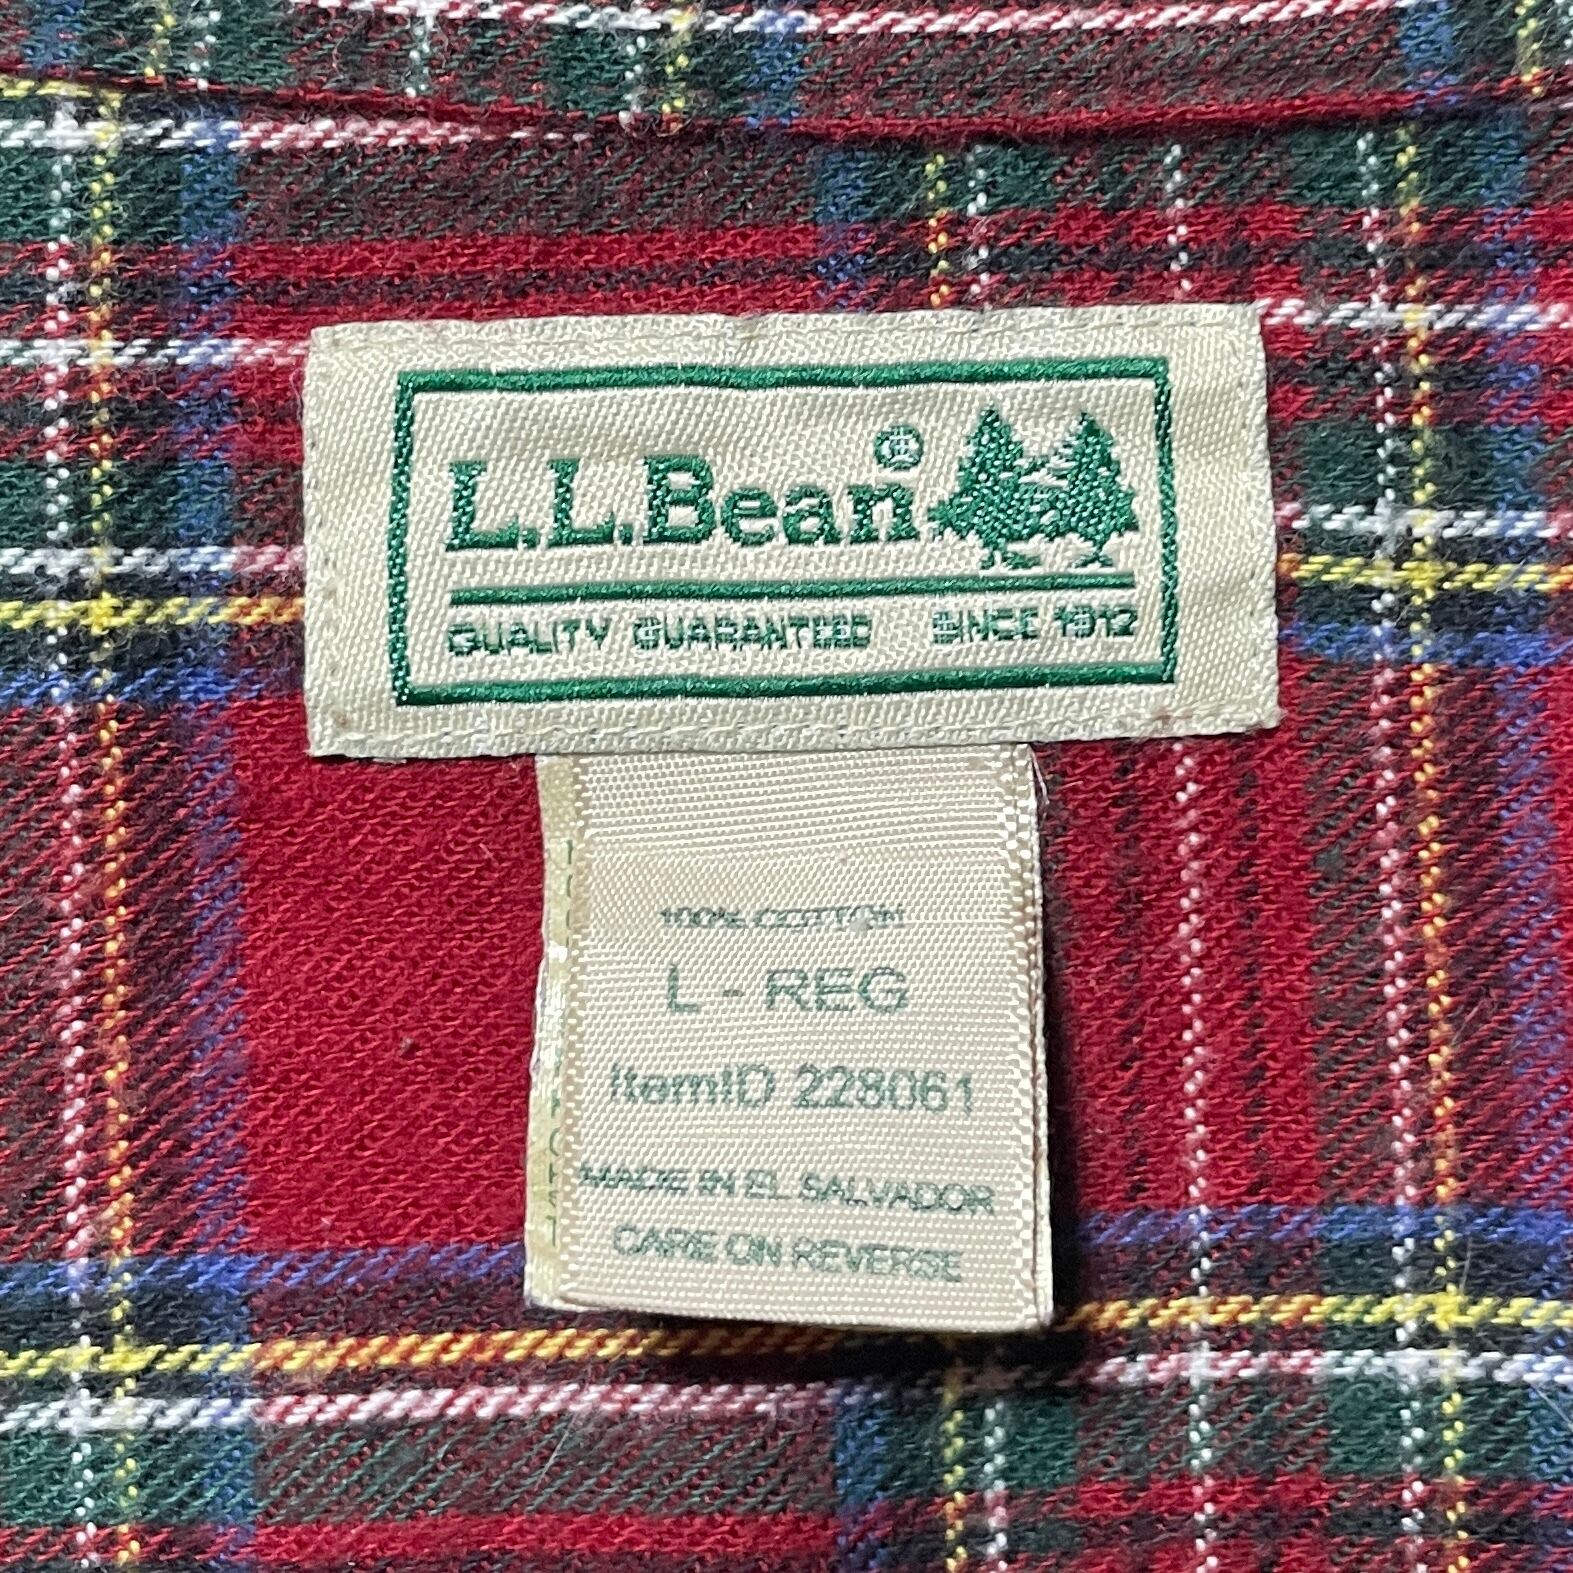 L.L.Bean®
QUALITY GUARANTEED SINCE 1912
100% COTTON
L - REG
ItemID 228061
MADE IN EL SALVADOR
CARE ON REVERSE